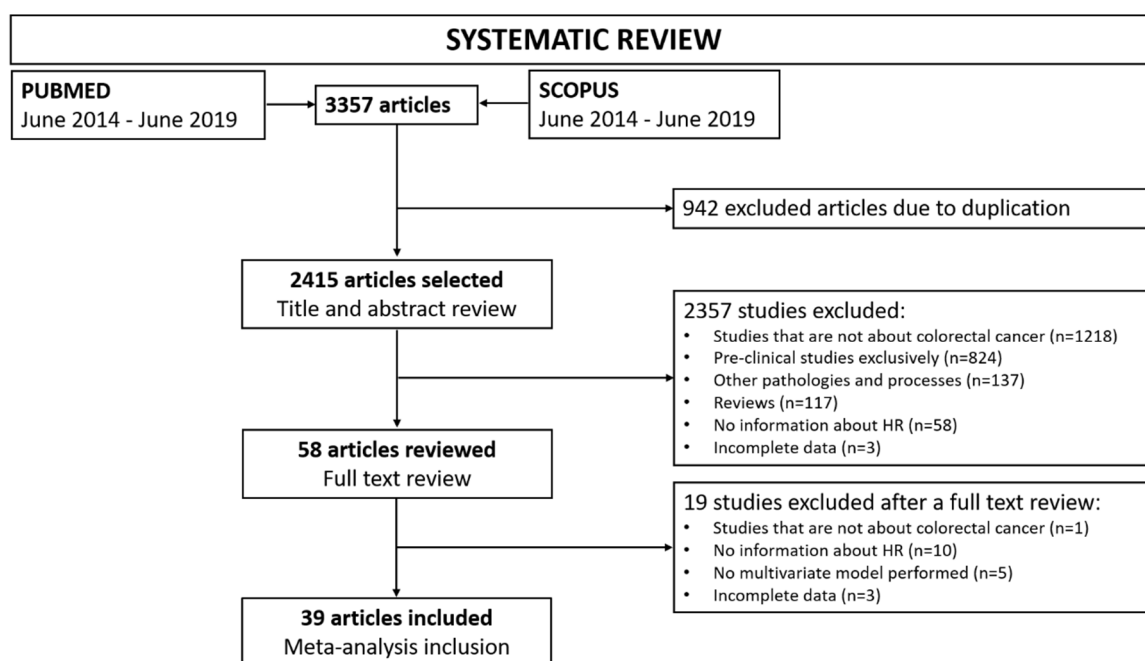 SYSTEMATIC REVIEW
PUBMED
June 2014 - June 2019
3357 articles
SCOPUS
June 2014 - June 2019
942 excluded articles due to duplication
2415 articles selected
Title and abstract review
2357 studies excluded:
• Studies that are not about colorectal cancer (n=1218)
• Pre-clinical studies exclusively (n=824)
• Other pathologies and processes (n=137)
• Reviews (n=117)
• No information about HR (n=58)
• Incomplete data (n=3)
58 articles reviewed
Full text review
19 studies excluded after a full text review:
• Studies that are not about colorectal cancer (n=1)
• No information about HR (n=10)
• No multivariate model performed (n=5)
• Incomplete data (n=3)
39 articles included
Meta-analysis inclusion